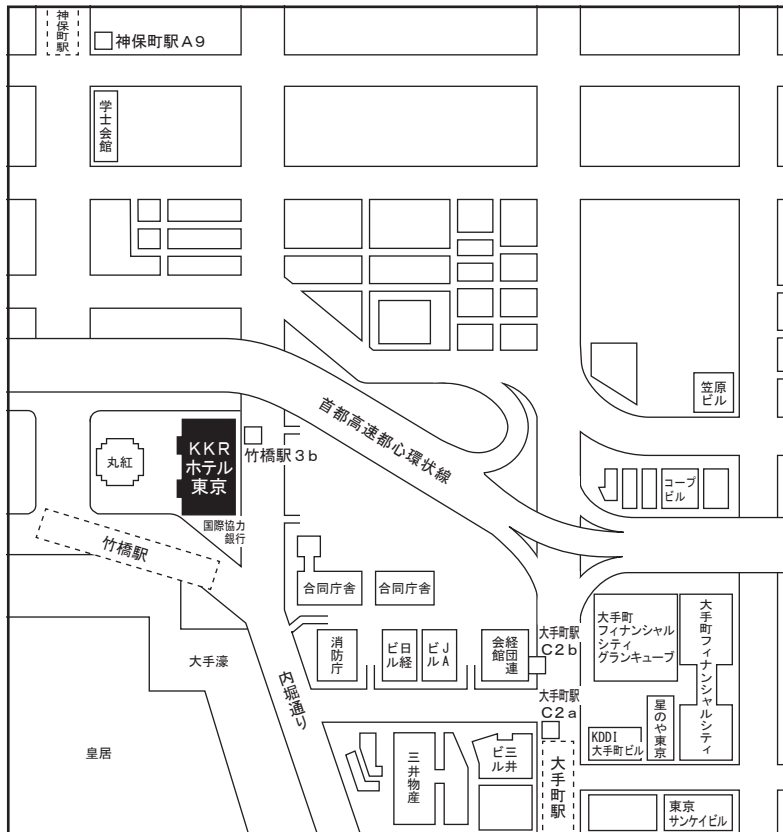 神保町駅
神保町駅A9
学士会館
首都高速都心環状線
笠原
ビル
KKR
ホテル
東京
丸紅
竹橋駅3b
コープ
ビル
国際協力
銀行
竹橋駅
合同庁舎
合同庁舎
大手町駅
C2b
大手町
フィナンシャル
シティ
グランキューブ
大手町フィナンシャルシティ
消防庁
日経
ビル
JA
ビル
経団連
会館
大手濠
内堀通り
大手町駅
C2a
星のや東京
KDDI
大手町ビル
皇居
三井物産
三井
ビル
大手町駅
東京
サンケイビル